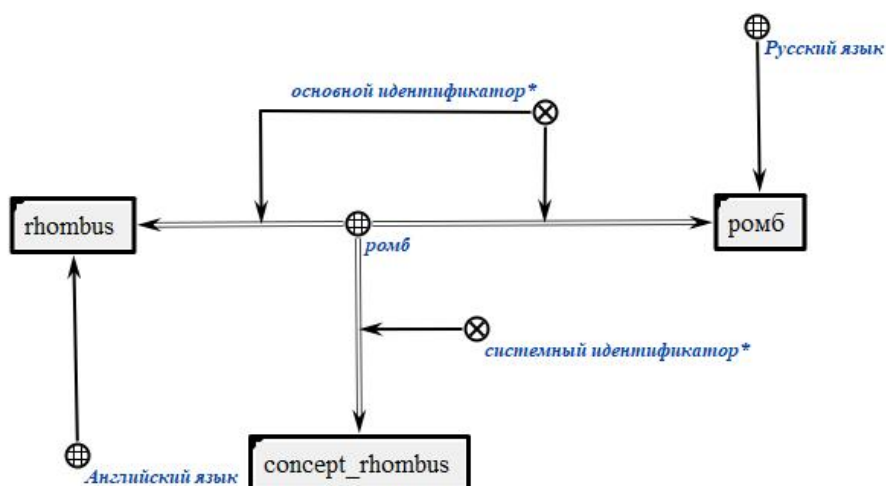 Русский язык
основной идентификатор*
rhombus
ромб
ромб
системный идентификатор*
concept_rhombus
Английский язык